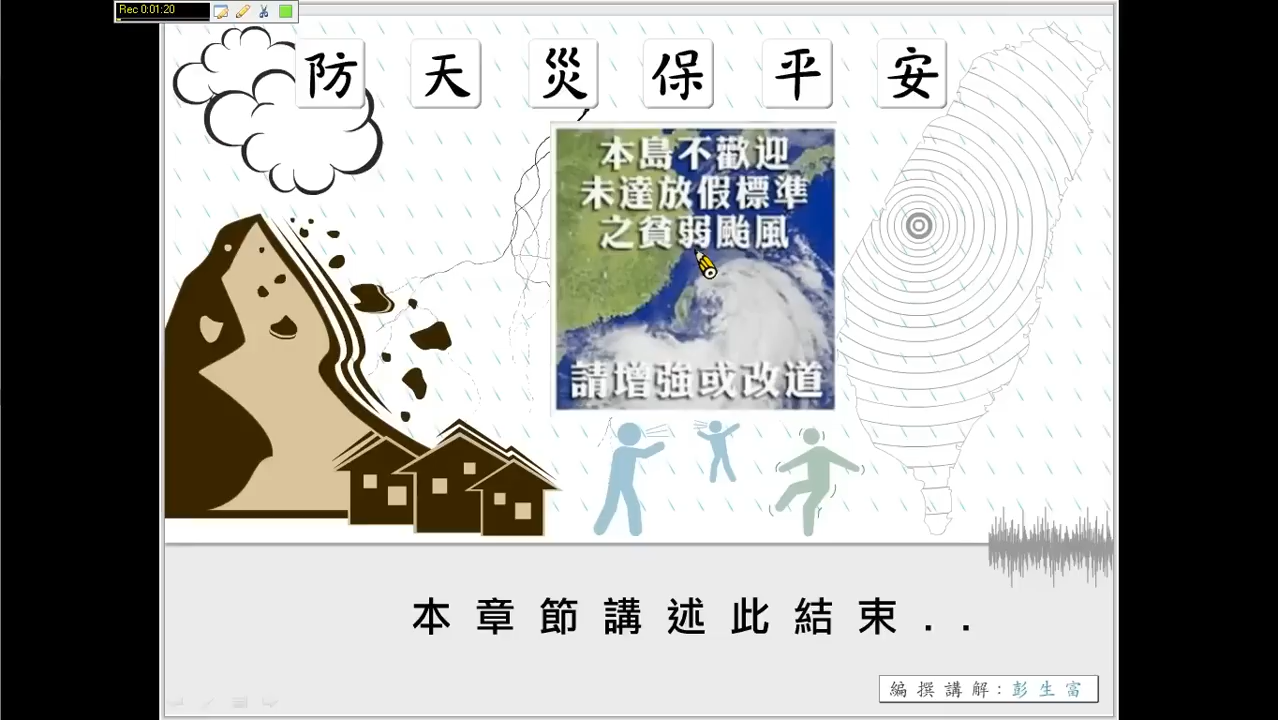 Rec 0:01:20
防天災保平安
本島不歡迎
未達放假標準
之貧弱颱風
請增強或改道
本章節講述此結束..
編撰講解:彭生富